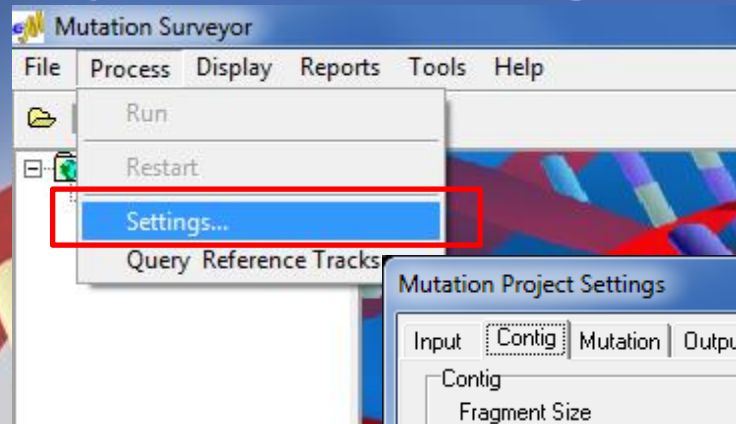 Mutation Surveyor
File Process Display Reports Tools Help
Run
Restart
Settings...
Query Reference Tracks
Mutation Project Settings
Input Contig Mutation
Contig
Fragment Size